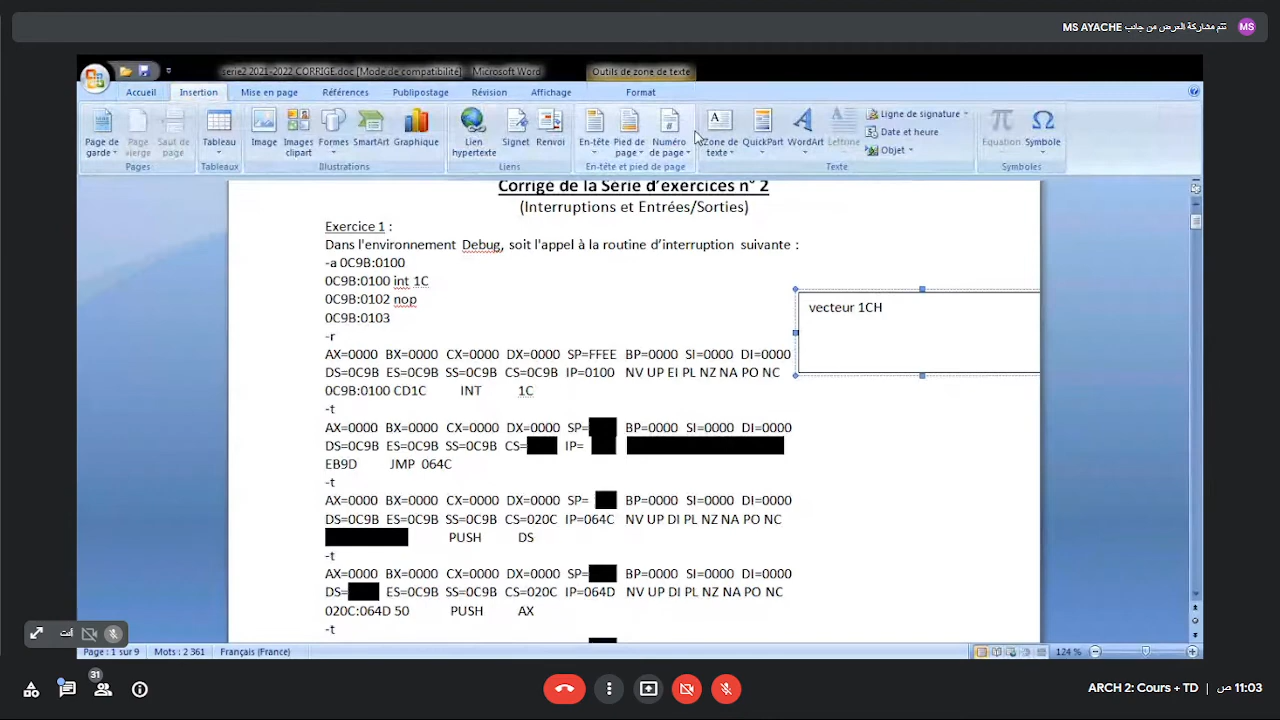 تتم مشاركة العرض من جانب MS AYACHE
MS
serie2 2021-2022 CORRIGE.doc [Mode de compatibilité] Microsoft Word
Outils de zone de texte
Accueil Insertion Mise en page Références Publipostage Révision Affichage Format
Page de garde Page vierge Saut de page
Tableau
Image Images clipart Formes SmartArt Graphique
Lien hypertexte Signet Renvoi
En-tête Pied de page Numéro de page
Zone de texte QuickPart WordArt Lettrine
Ligne de signature
Date et heure
Objet
Equation Symbole
Pages Tableaux Illustrations Liens En-tête et pied de page Texte Symboles
Corrigé de la Série d'exercices n° 2
(Interruptions et Entrées/Sorties)
Exercice 1 :
Dans l'environnement Debug, soit l'appel à la routine d'interruption suivante :
-a 0C9B:0100
0C9B:0100 int 1C
0C9B:0102 nop
0C9B:0103
vecteur 1CH
-r
AX=0000 BX=0000 CX=0000 DX=0000 SP=FFEE BP=0000 SI=0000 DI=0000
DS=0C9B ES=0C9B SS=0C9B CS=0C9B IP=0100 NV UP EI PL NZ NA PO NC
0C9B:0100 CD1C INT 1C
-t
AX=0000 BX=0000 CX=0000 DX=0000 SP= BP=0000 SI=0000 DI=0000
DS=0C9B ES=0C9B SS=0C9B CS= IP=
EB9D JMP 064C
-t
AX=0000 BX=0000 CX=0000 DX=0000 SP= BP=0000 SI=0000 DI=0000
DS=0C9B ES=0C9B SS=0C9B CS=020C IP=064C NV UP DI PL NZ NA PO NC
PUSH DS
-t
AX=0000 BX=0000 CX=0000 DX=0000 SP= BP=0000 SI=0000 DI=0000
DS= ES=0C9B SS=0C9B CS=020C IP=064D NV UP DI PL NZ NA PO NC
020C:064D 50 PUSH AX
-t
أنت
Page : 1 sur 9 Mots : 2 361 Français (France) 124 %
31
ARCH 2: Cours + TD | 11:03 ص